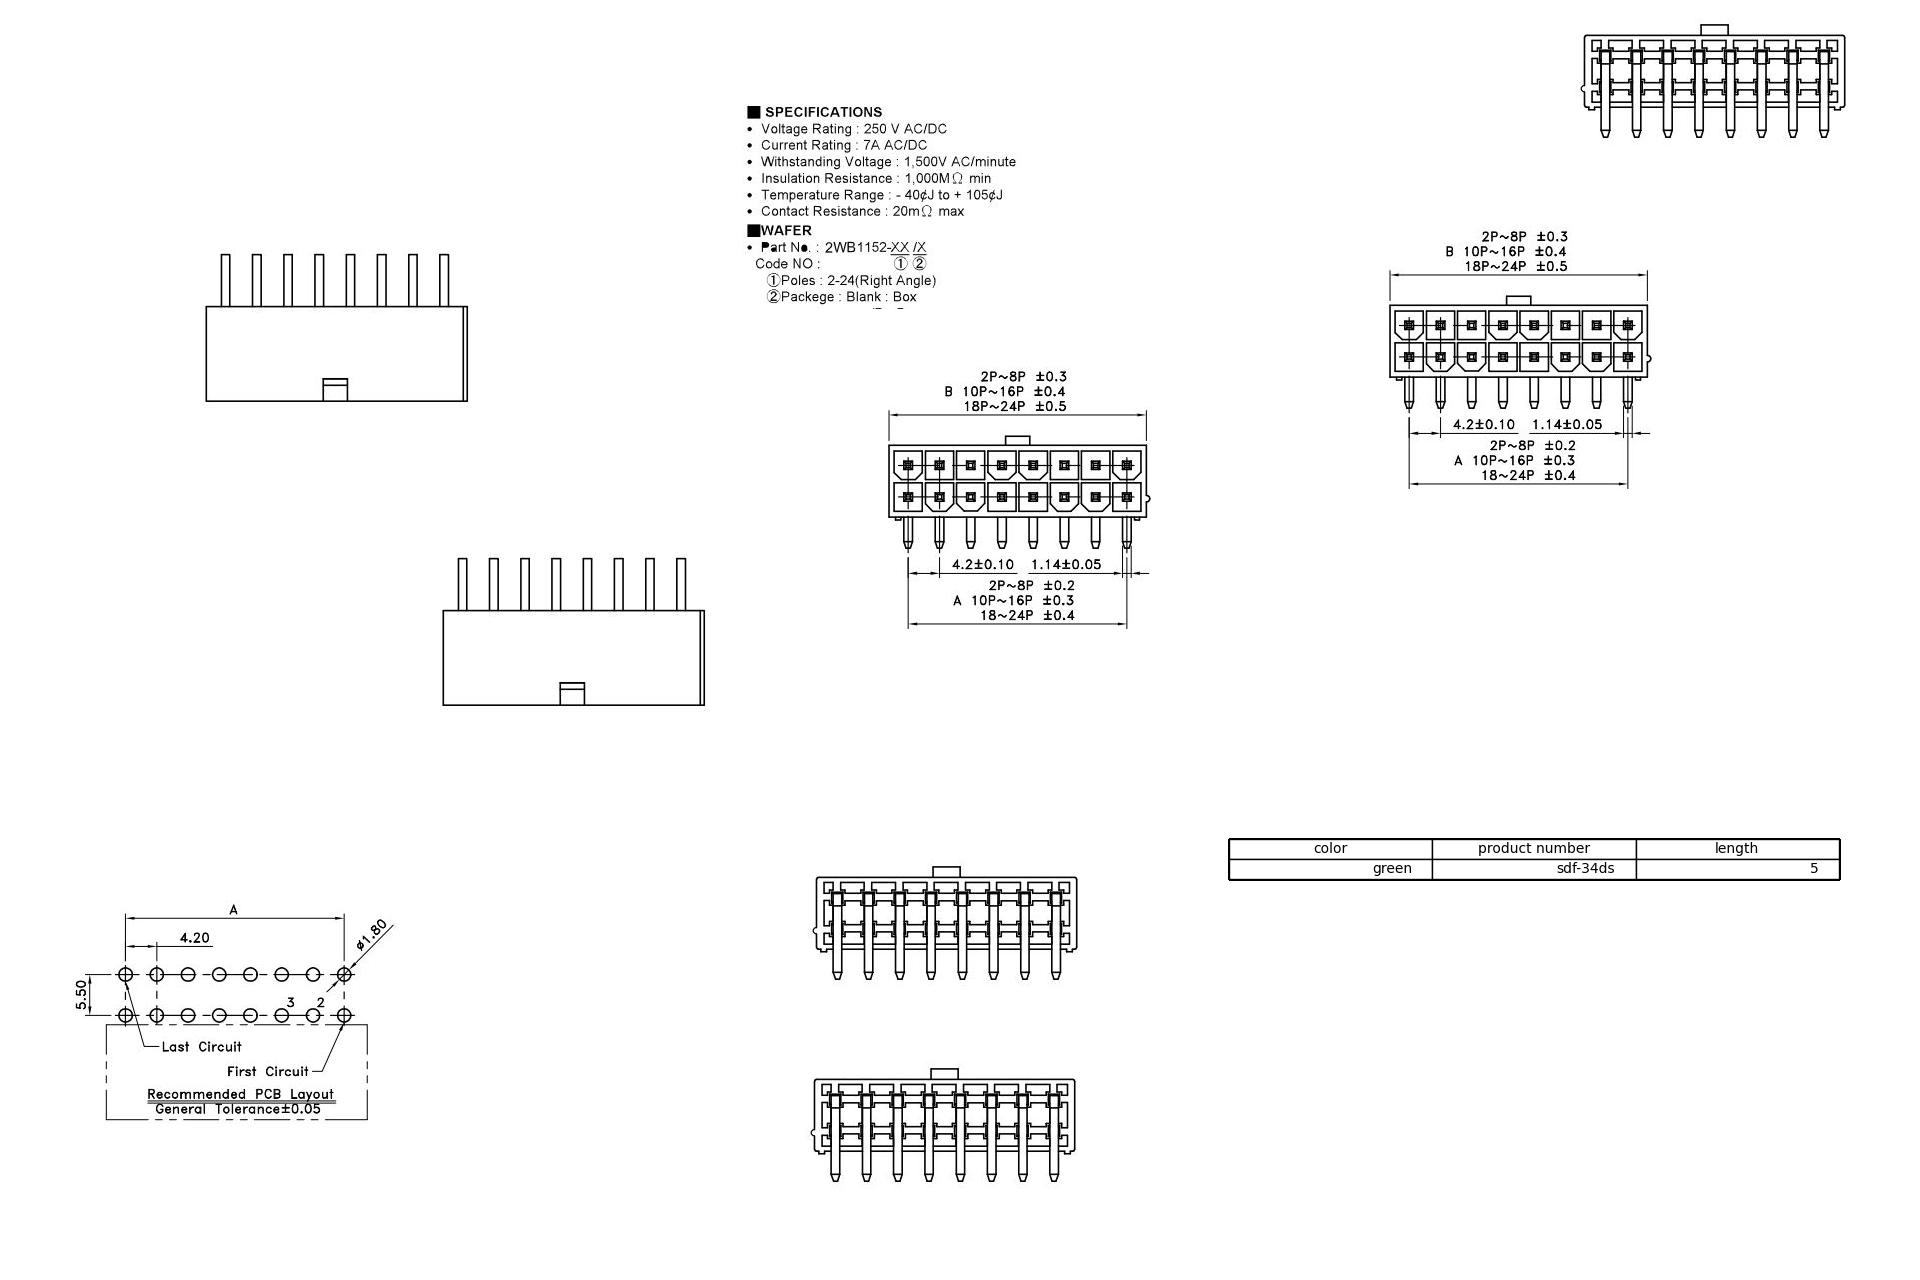 ■ SPECIFICATIONS
• Voltage Rating : 250 V AC/DC
• Current Rating : 7A AC/DC
• Withstanding Voltage : 1,500V AC/minute
• Insulation Resistance : 1,000MΩ min
• Temperature Range : - 40¢J to + 105¢J
• Contact Resistance : 20mΩ max
■WAFER
• Part No. : 2WB1152-XX /X
Code NO : ① ②
①Poles : 2-24(Right Angle)
②Packege : Blank : Box
2P~8P ±0.3
B 10P~16P ±0.4
18P~24P ±0.5
4.2±0.10 1.14±0.05
2P~8P ±0.2
A 10P~16P ±0.3
18~24P ±0.4
2P~8P ±0.3
B 10P~16P ±0.4
18P~24P ±0.5
4.2±0.10 1.14±0.05
2P~8P ±0.2
A 10P~16P ±0.3
18~24P ±0.4
color product number length
green sdf-34ds 5
A
4.20
ø1.80
5.50
3 2
Last Circuit
First Circuit
Recommended PCB Layout
General Tolerance±0.05